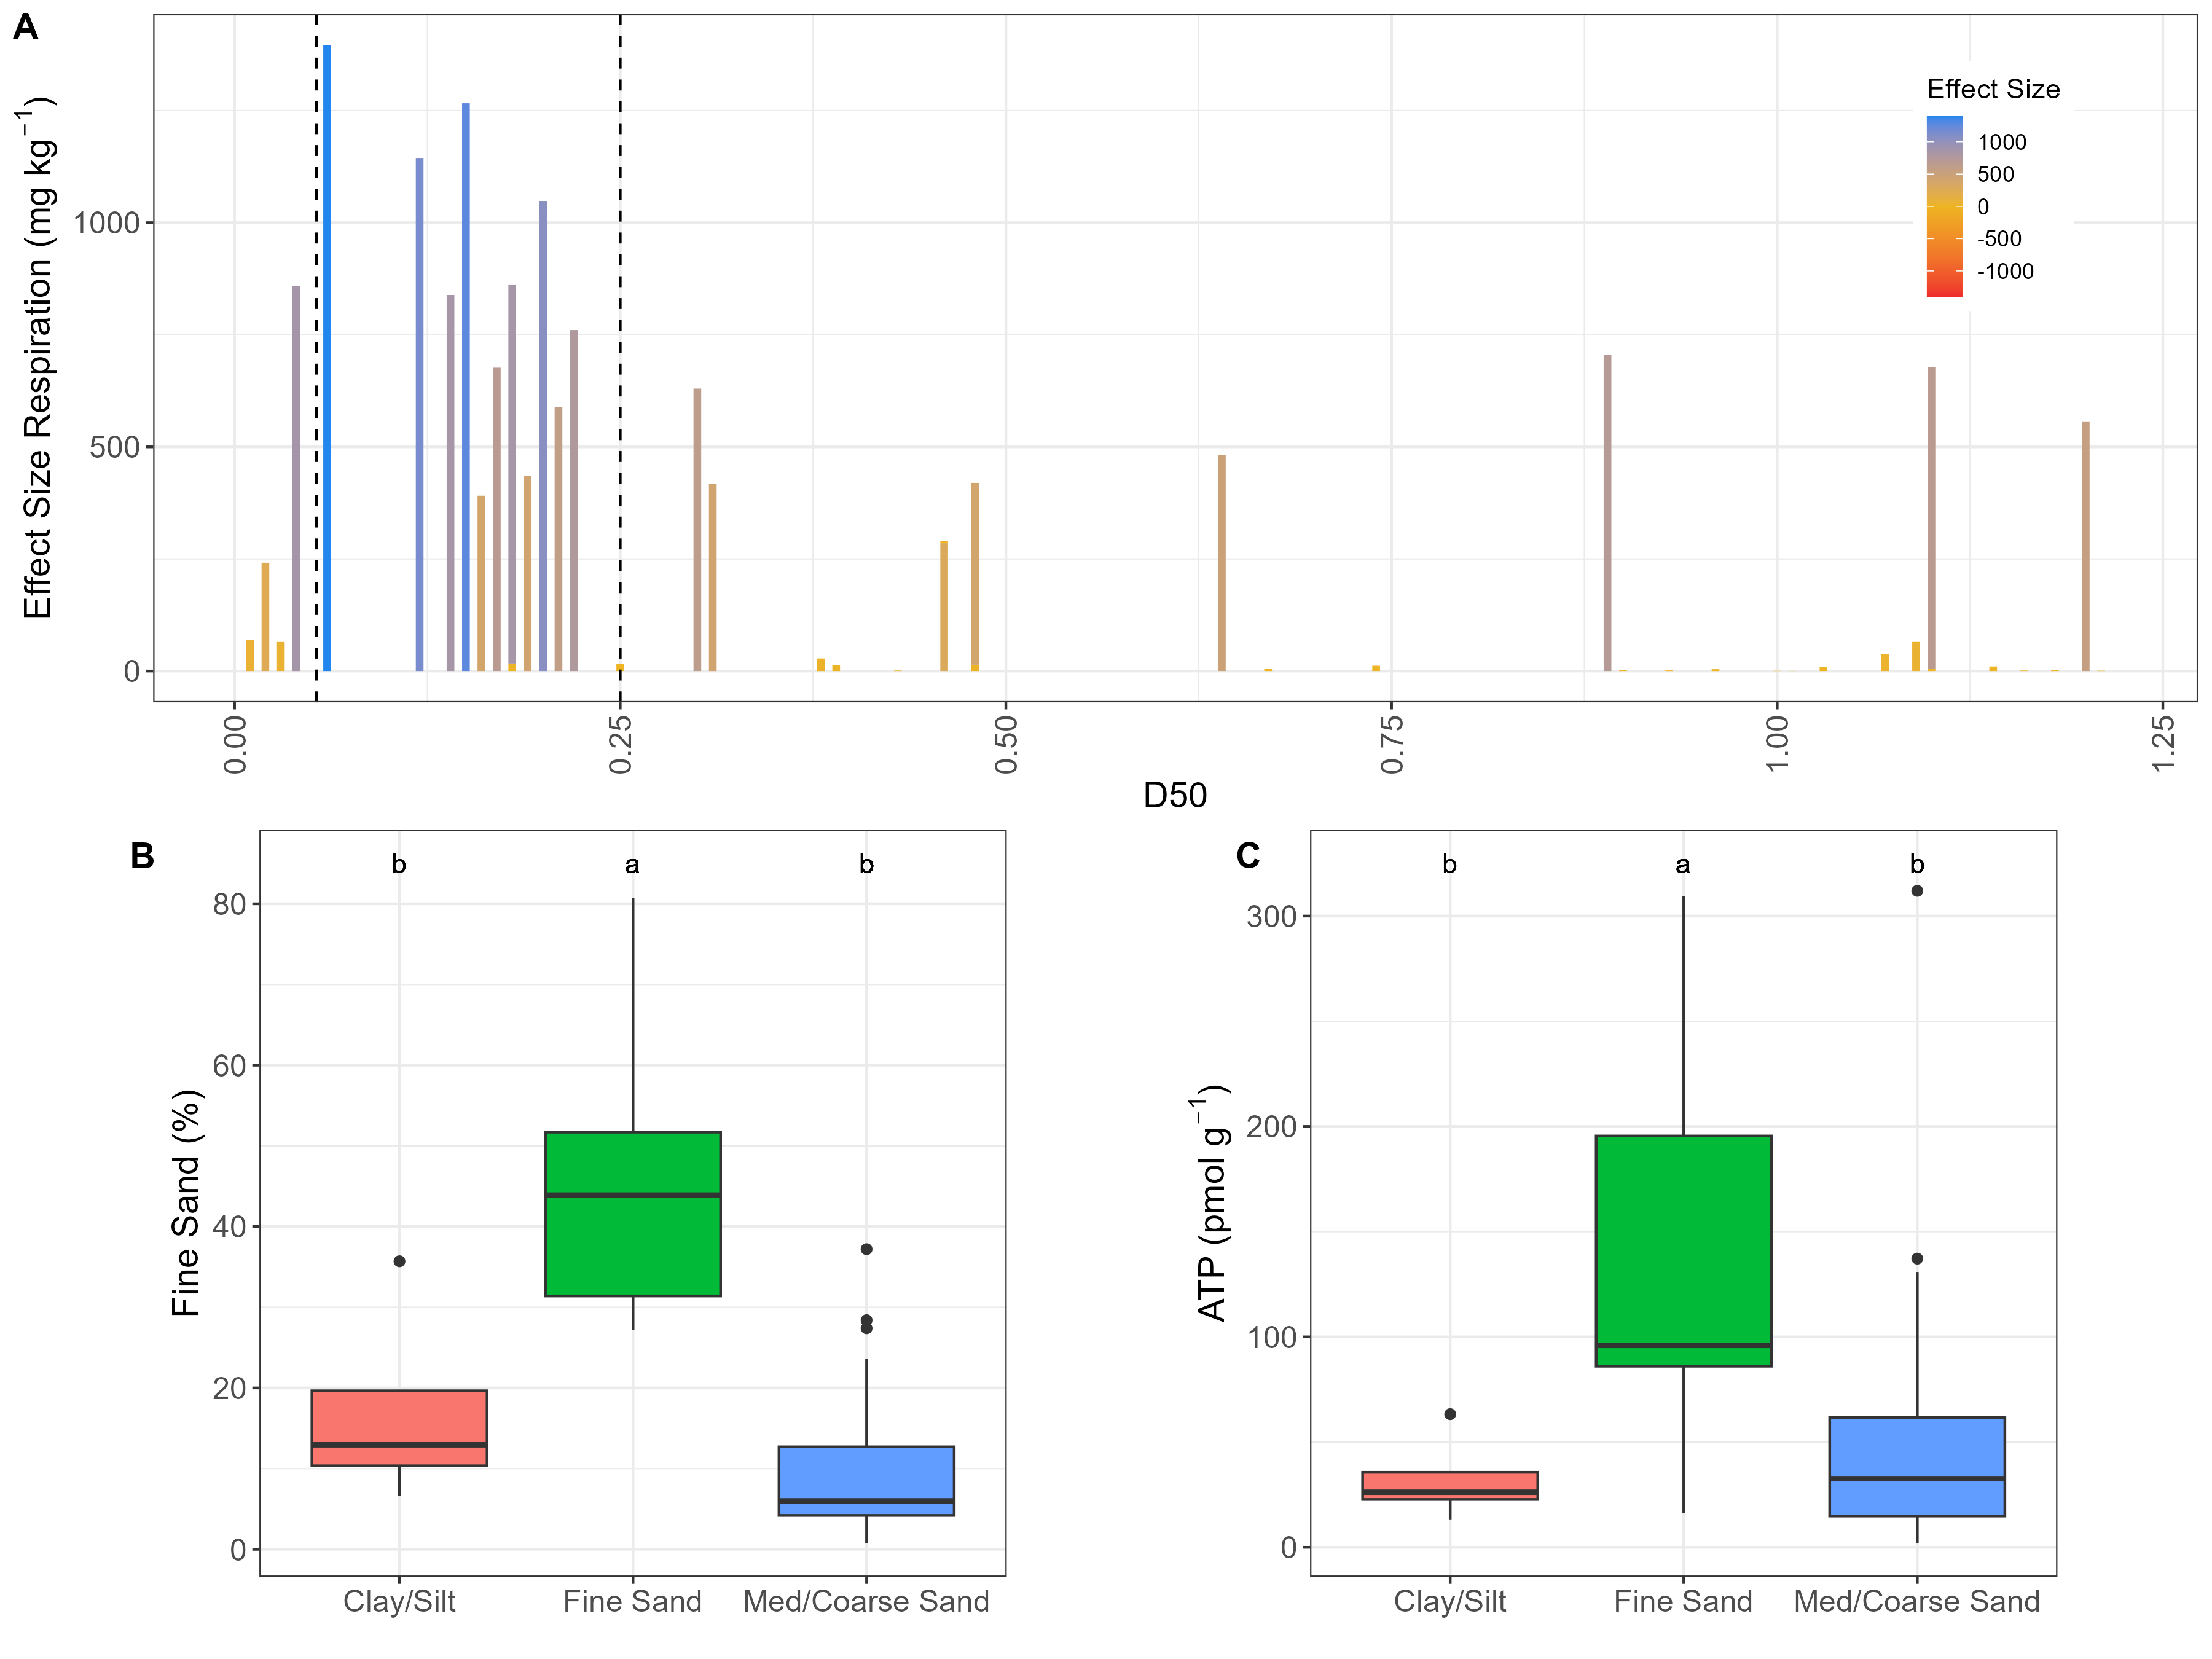 A
Effect Size Respiration (mg kg⁻¹)
1000
500
0
Effect Size
1000
500
0
-500
-1000
0.00
0.25
0.50
0.75
1.00
1.25
D50
B
b
a
b
Fine Sand (%)
80
60
40
20
0
Clay/Silt
Fine Sand
Med/Coarse Sand
C
b
a
b
ATP (pmol g⁻¹)
300
200
100
0
Clay/Silt
Fine Sand
Med/Coarse Sand